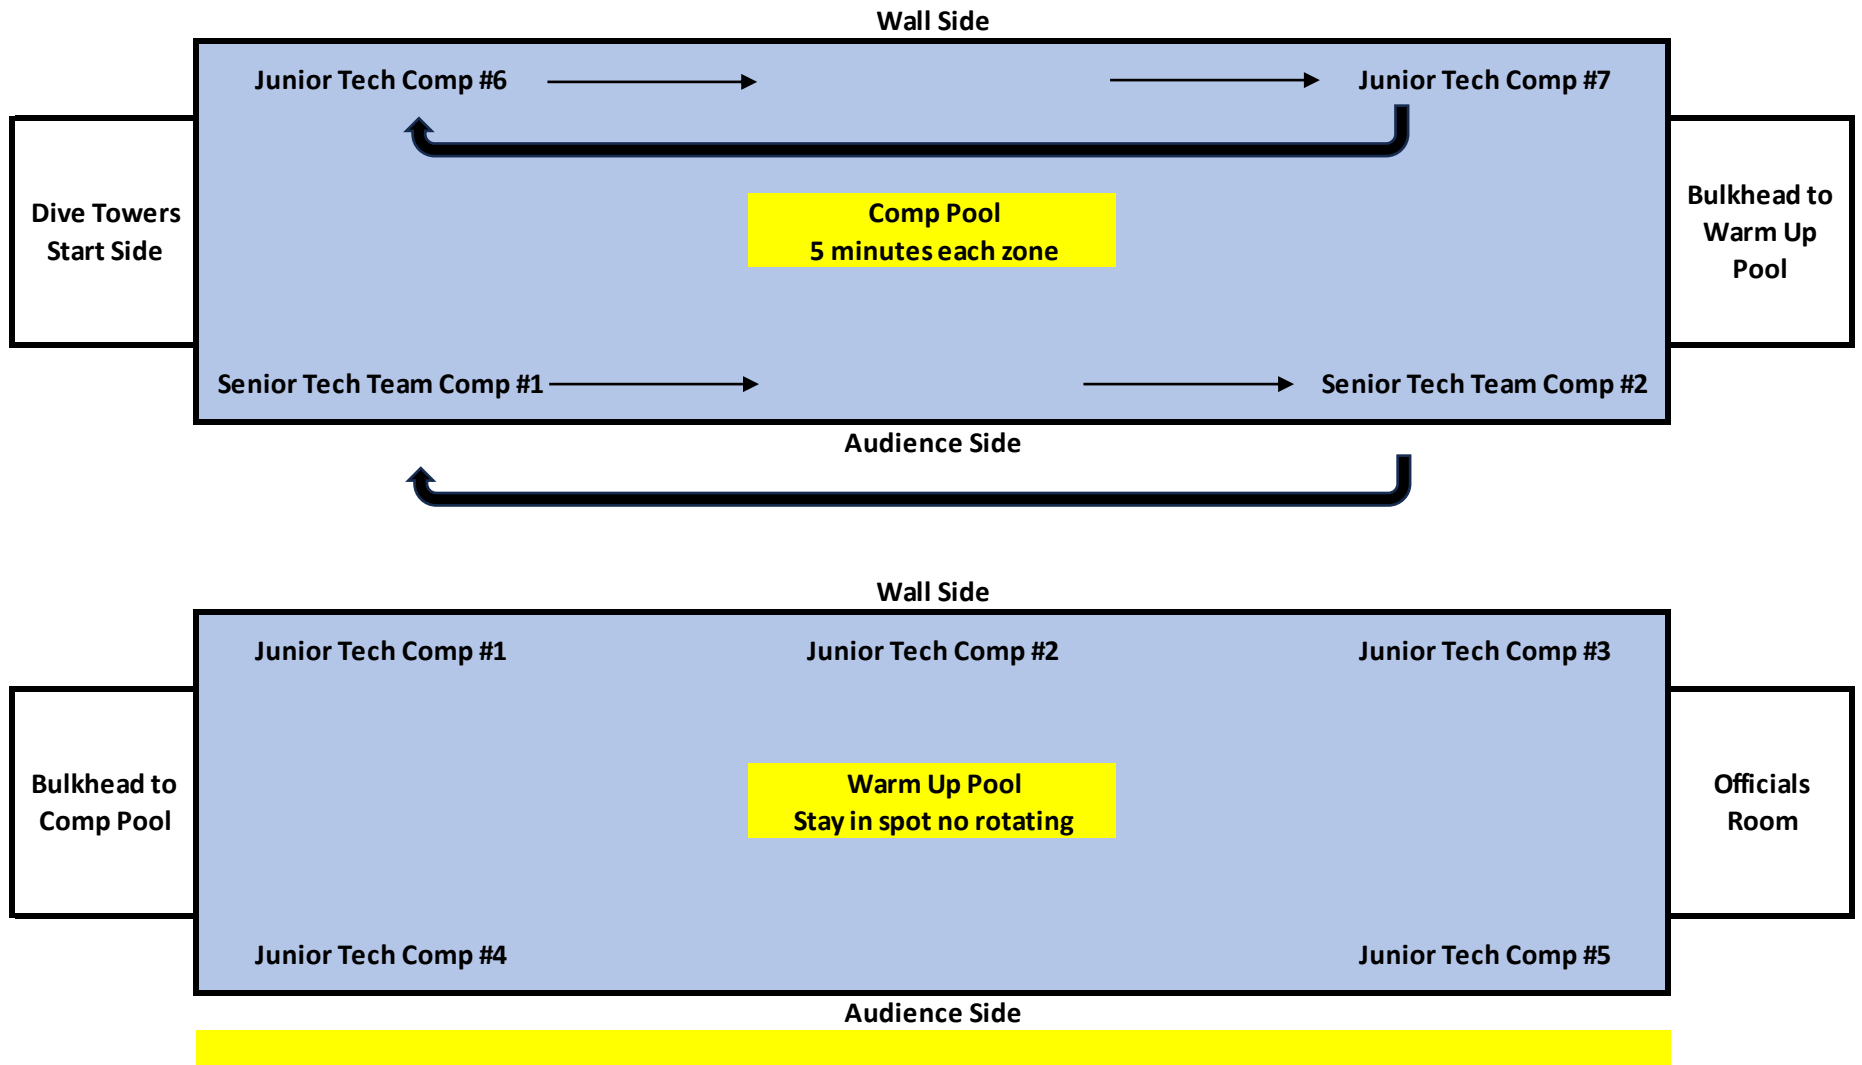 Wall Side
Junior Tech Comp #6
Junior Tech Comp #7
Dive Towers
Start Side
Comp Pool
5 minutes each zone
Bulkhead to
Warm Up
Pool
Senior Tech Team Comp #1
Senior Tech Team Comp #2
Audience Side
Wall Side
Junior Tech Comp #1
Junior Tech Comp #2
Junior Tech Comp #3
Bulkhead to
Comp Pool
Warm Up Pool
Stay in spot no rotating
Officials
Room
Junior Tech Comp #4
Junior Tech Comp #5
Audience Side